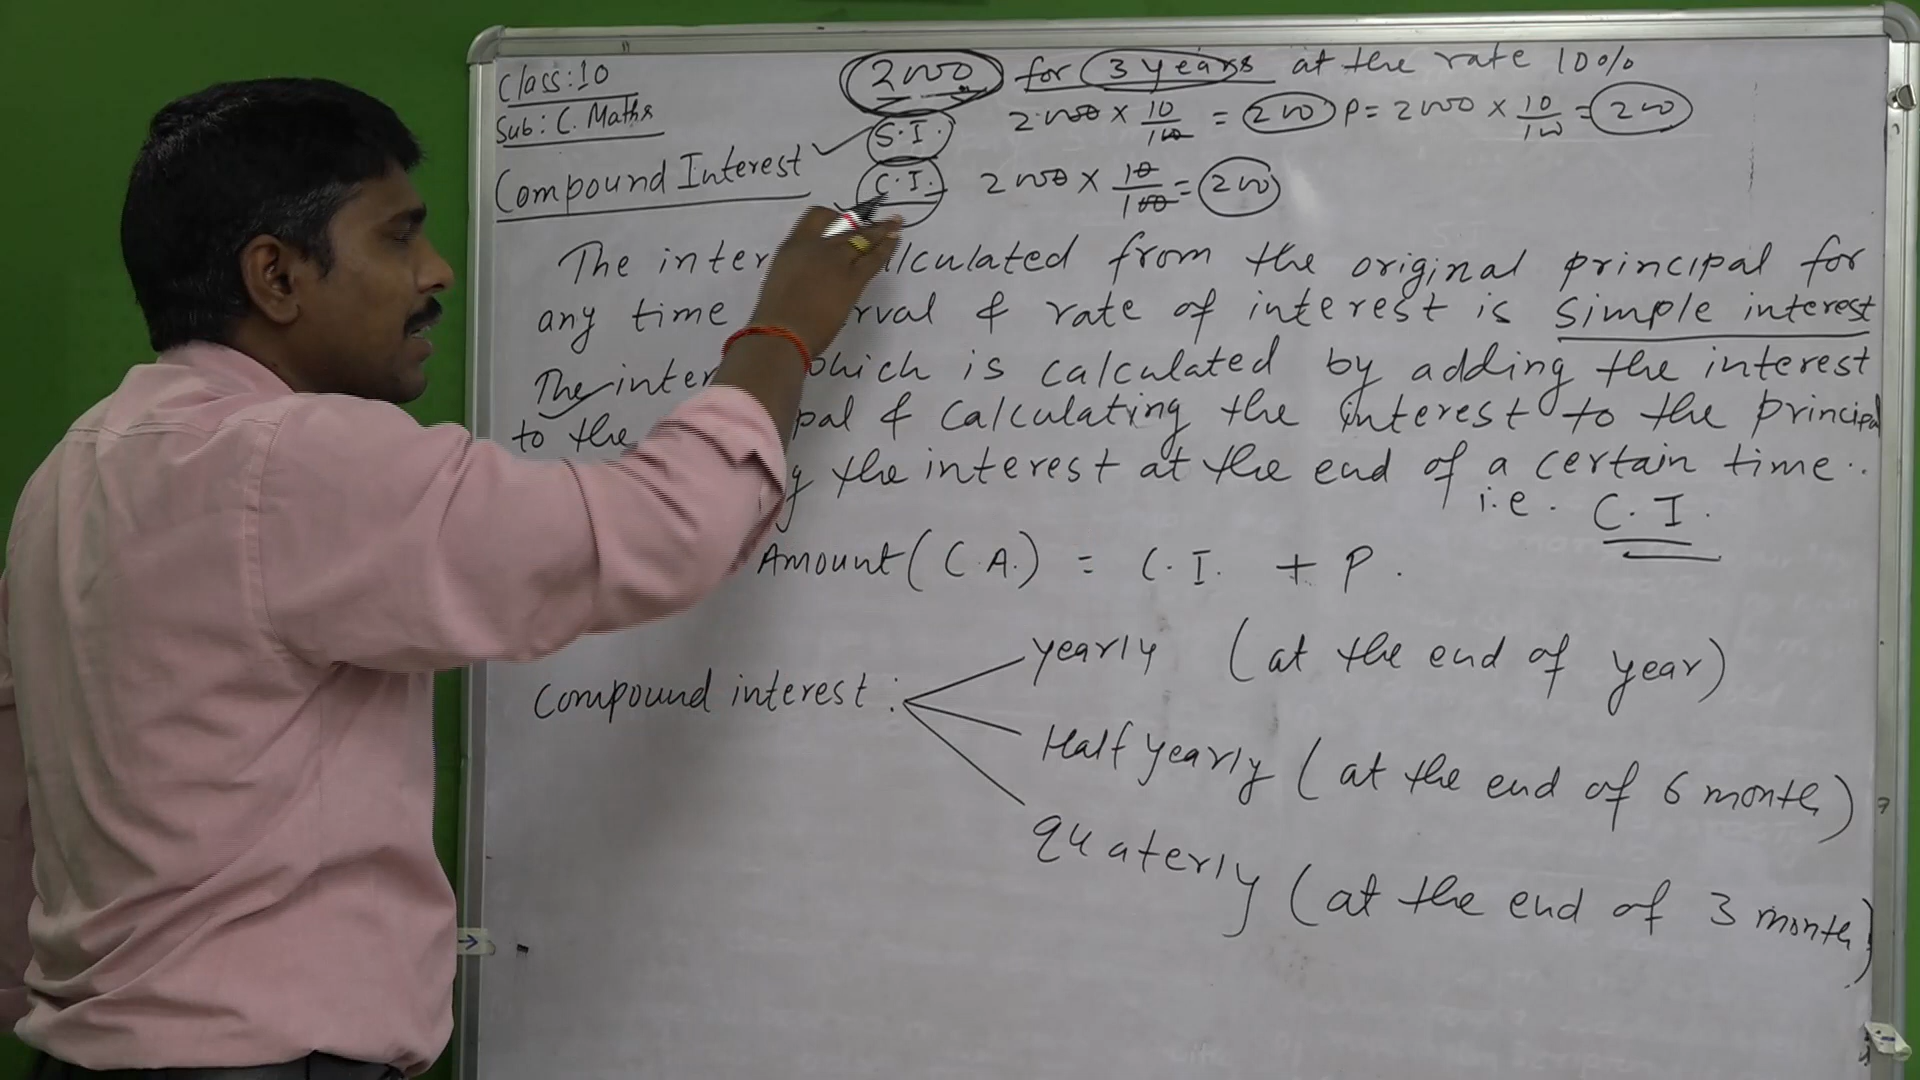 Class: 10
Sub: C. Maths
Compound Interest
2000 for 3 years at the rate 10%
S.I. 2000 × 10/100 = 200 P = 2000 × 10/100 = 200
C.I. 2000 × 10/100 = 200
The inter lculated from the original principal for
any time rval & rate of interest is simple interest
The inter which is calculated by adding the interest
to the pal & calculating the interest to the principal
g the interest at the end of a certain time..
i.e. C.I.
Amount (C.A.) = C.I. + P.
Compound interest :
yearly (at the end of year)
Half yearly (at the end of 6 month)
quaterly (at the end of 3 month)